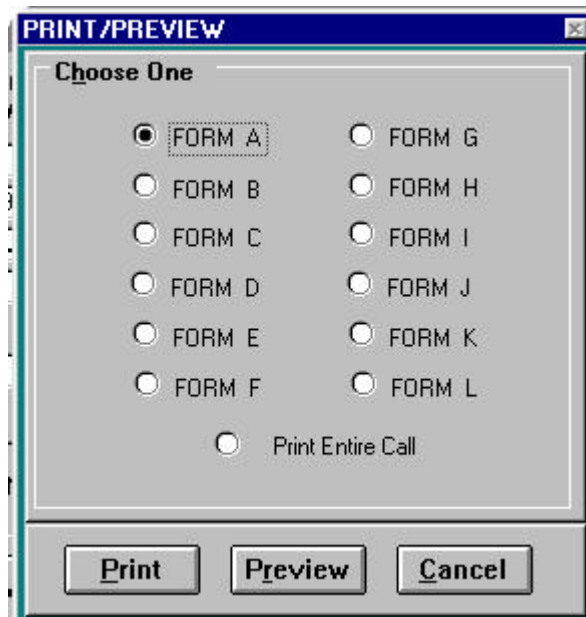 PRINT/PREVIEW
Choose One
FORM A FORM G
FORM B FORM H
FORM C FORM I
FORM D FORM J
FORM E FORM K
FORM F FORM L
Print Entire Call
Print Preview Cancel